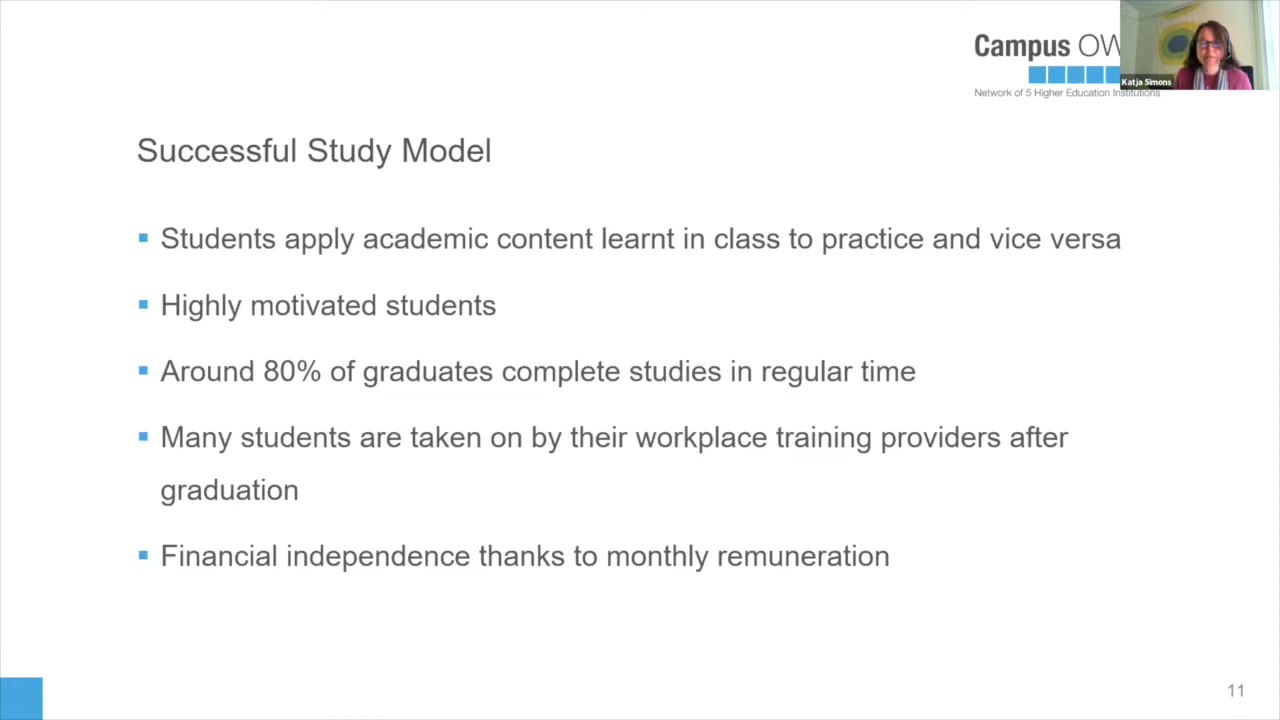 Campus OW
Katja Simons
Network of 5 Higher Education Institutions
Successful Study Model
Students apply academic content learnt in class to practice and vice versa
Highly motivated students
Around 80% of graduates complete studies in regular time
Many students are taken on by their workplace training providers after
graduation
Financial independence thanks to monthly remuneration
11